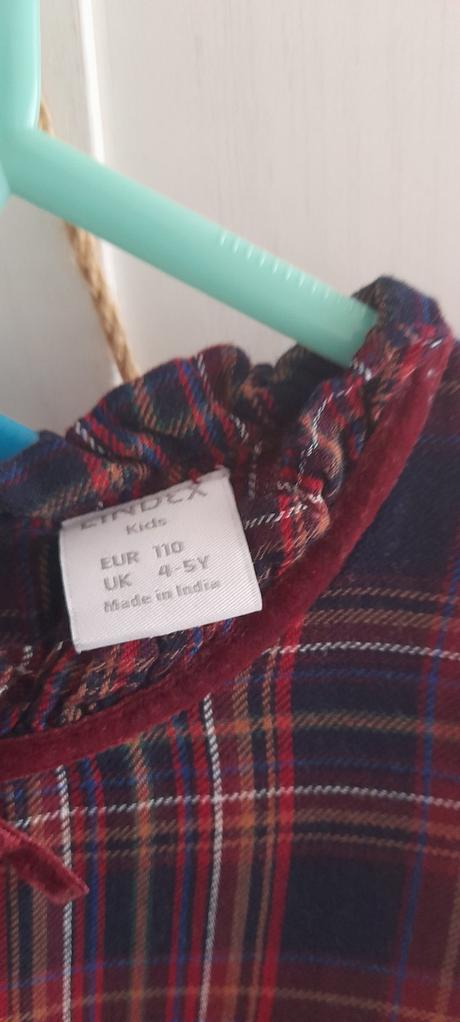 LINDEX
Kids
EUR 110
UK 4-5Y
Made in India